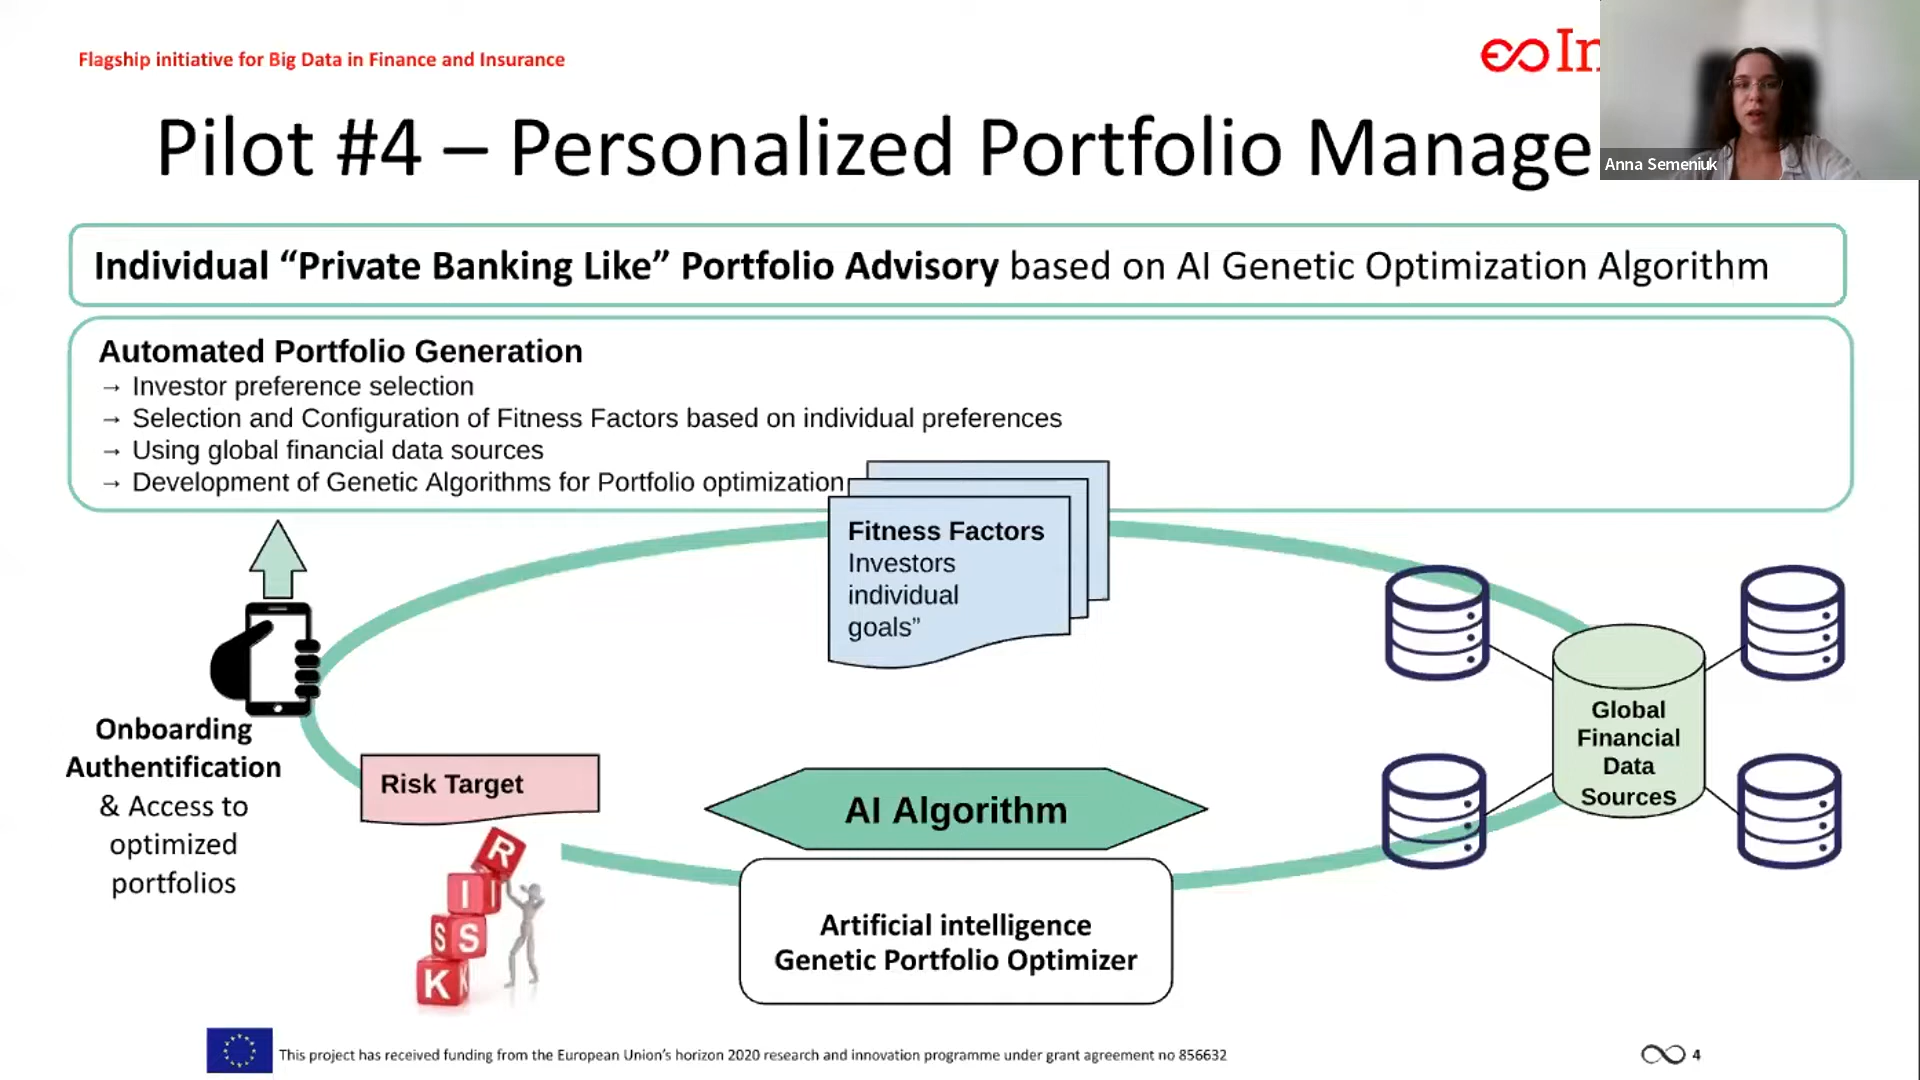 Flagship initiative for Big Data in Finance and Insurance
In
Pilot #4 – Personalized Portfolio Manage
Anna Semeniuk
Individual “Private Banking Like” Portfolio Advisory based on AI Genetic Optimization Algorithm
Automated Portfolio Generation
→ Investor preference selection
→ Selection and Configuration of Fitness Factors based on individual preferences
→ Using global financial data sources
→ Development of Genetic Algorithms for Portfolio optimization
Fitness Factors
Investors
individual
goals”
Onboarding
Authentification
& Access to
optimized
portfolios
Risk Target
R
I
S S
K K
AI Algorithm
Artificial intelligence
Genetic Portfolio Optimizer
Global
Financial
Data
Sources
This project has received funding from the European Union’s horizon 2020 research and innovation programme under grant agreement no 856632
4